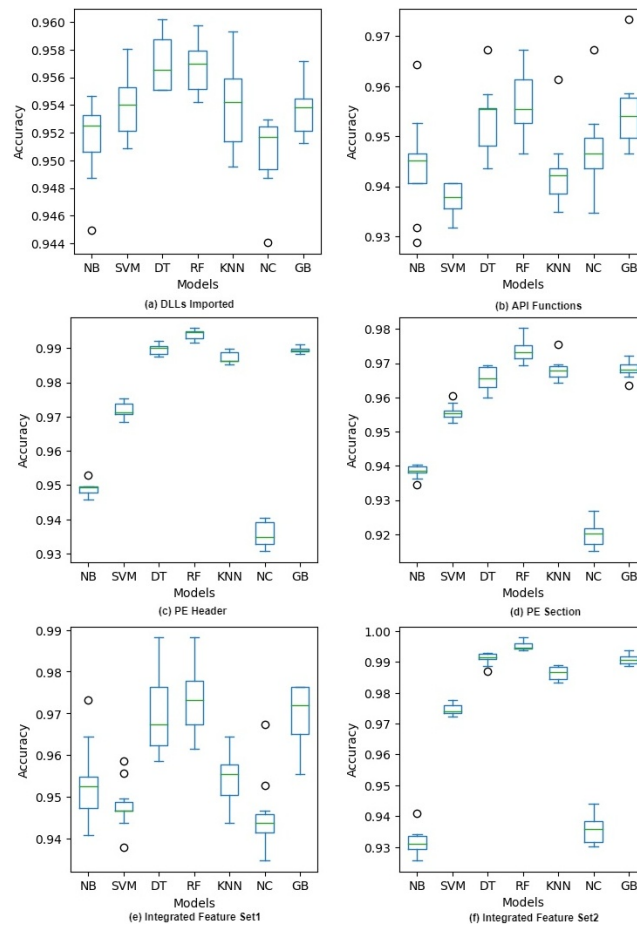 0.960
0.958
0.956
0.954
0.952
0.950
0.948
0.946
0.944
Accuracy
NB SVM DT RF KNN NC GB
Models
(a) DLLs Imported
0.97
0.96
0.95
0.94
0.93
Accuracy
NB SVM DT RF KNN NC GB
Models
(b) API Functions
0.99
0.98
0.97
0.96
0.95
0.94
0.93
Accuracy
NB SVM DT RF KNN NC GB
Models
(c) PE Header
0.98
0.97
0.96
0.95
0.94
0.93
0.92
Accuracy
NB SVM DT RF KNN NC GB
Models
(d) PE Section
0.99
0.98
0.97
0.96
0.95
0.94
Accuracy
NB SVM DT RF KNN NC GB
Models
(e) Integrated Feature Set1
1.00
0.99
0.98
0.97
0.96
0.95
0.94
0.93
Accuracy
NB SVM DT RF KNN NC GB
Models
(f) Integrated Feature Set2